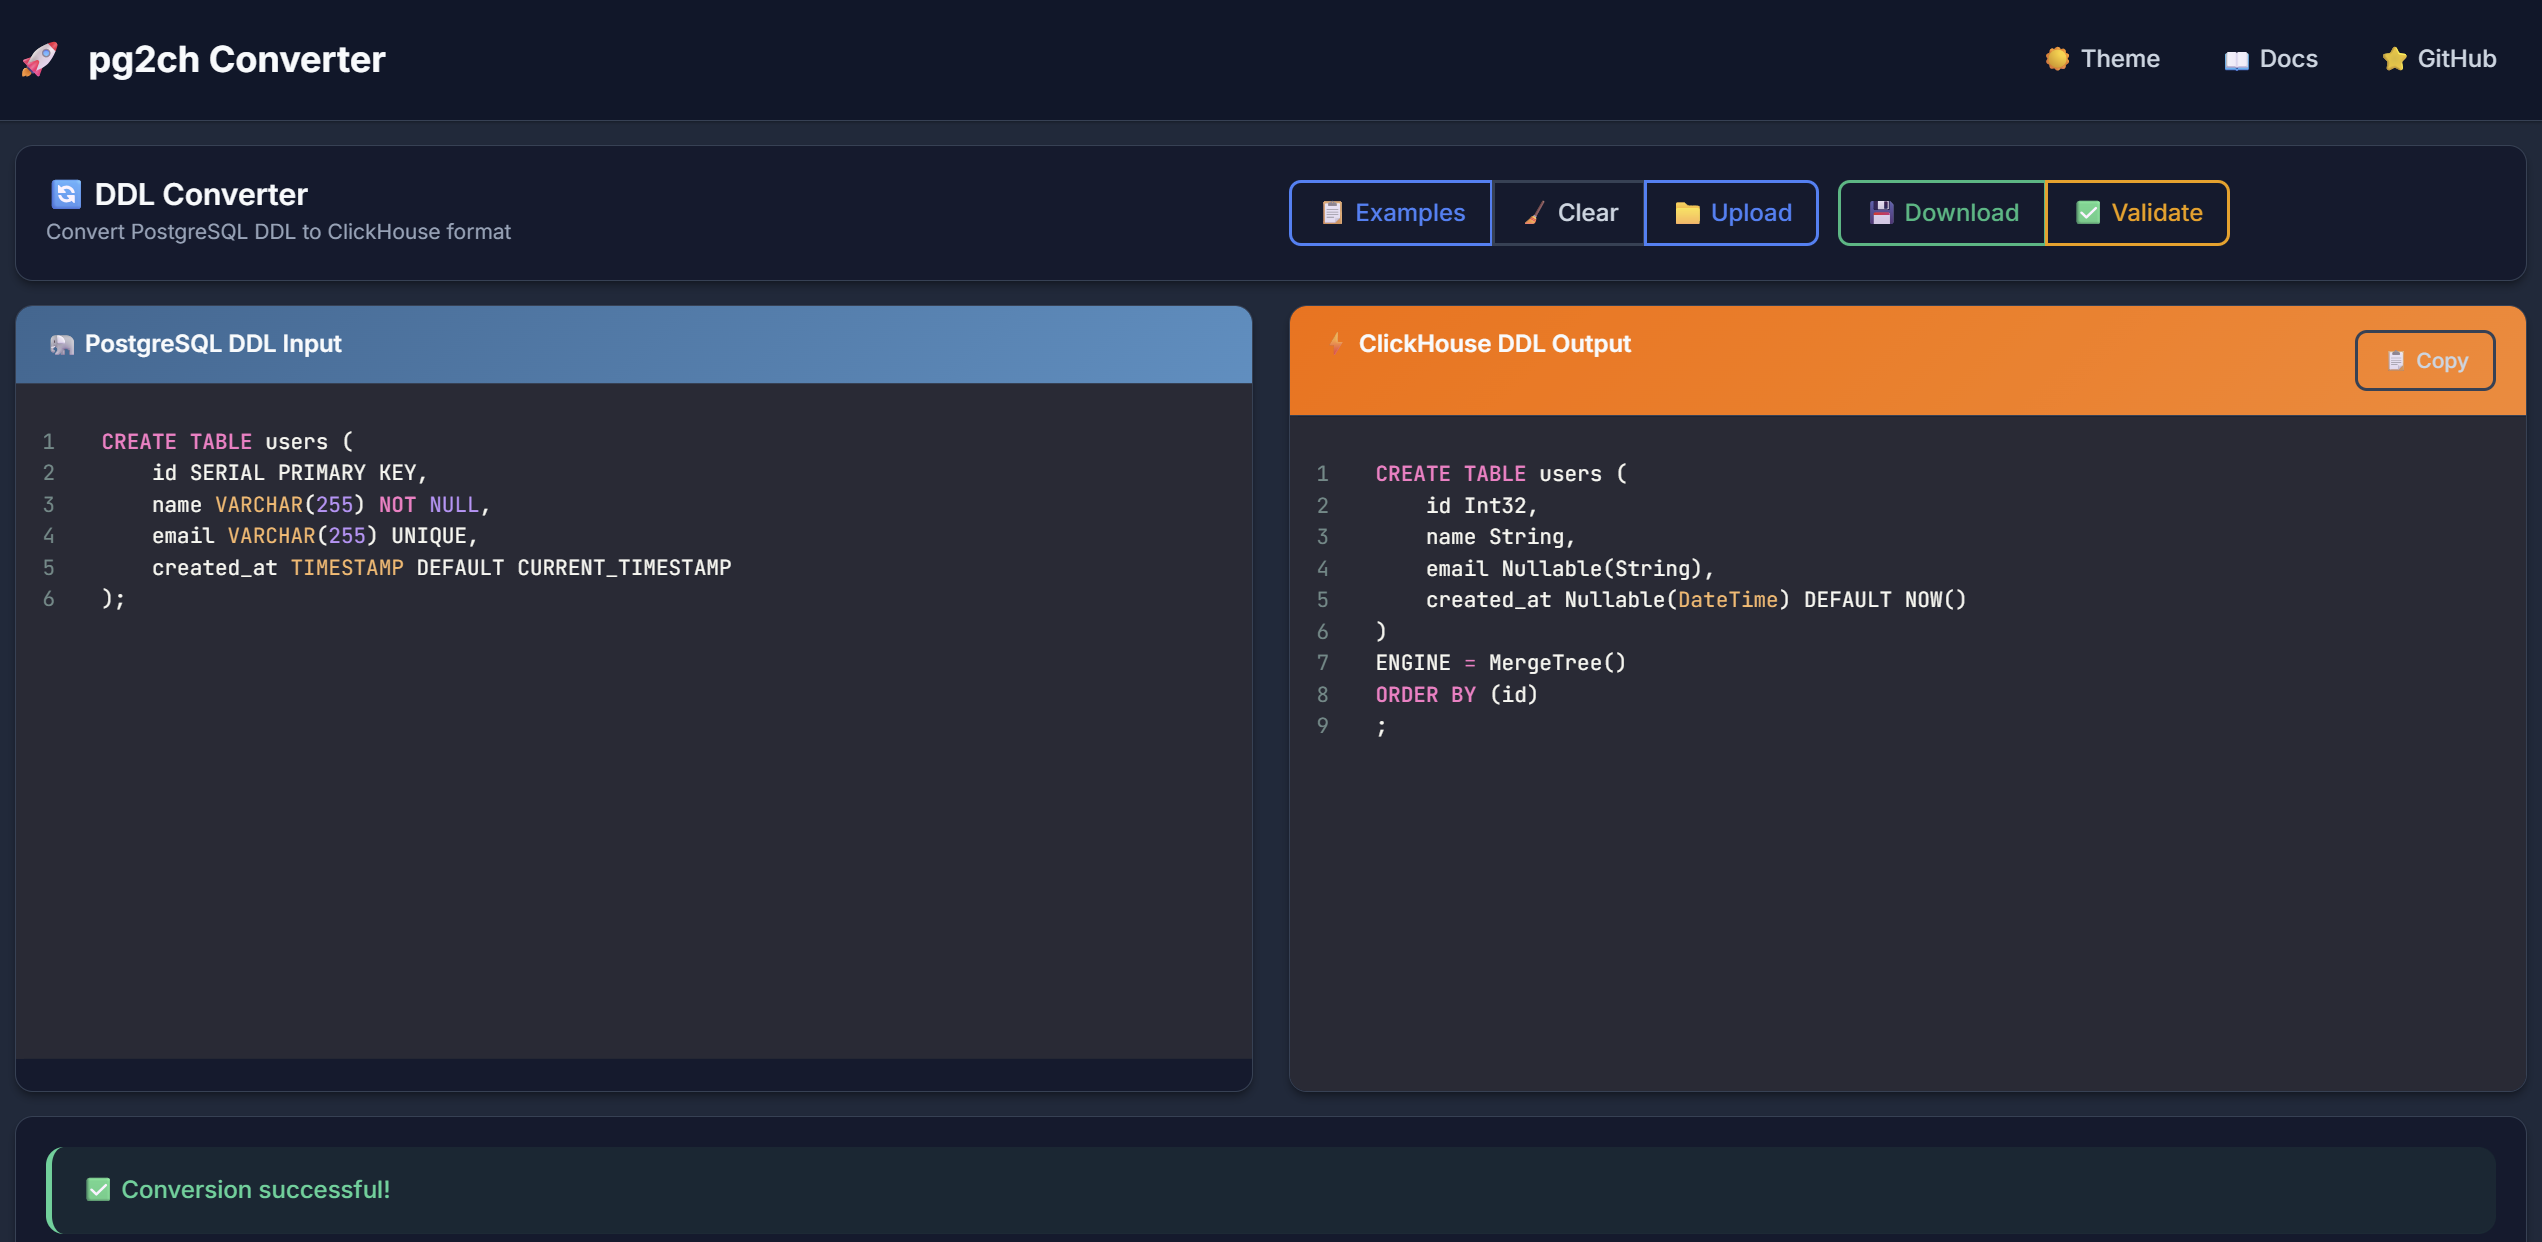 pg2ch Converter
Theme
Docs
GitHub
DDL Converter
Convert PostgreSQL DDL to ClickHouse format
Examples
Clear
Upload
Download
Validate
PostgreSQL DDL Input
1 CREATE TABLE users (
2     id SERIAL PRIMARY KEY,
3     name VARCHAR(255) NOT NULL,
4     email VARCHAR(255) UNIQUE,
5     created_at TIMESTAMP DEFAULT CURRENT_TIMESTAMP
6 );
ClickHouse DDL Output
Copy
1 CREATE TABLE users (
2     id Int32,
3     name String,
4     email Nullable(String),
5     created_at Nullable(DateTime) DEFAULT NOW()
6 )
7 ENGINE = MergeTree()
8 ORDER BY (id)
9 ;
Conversion successful!